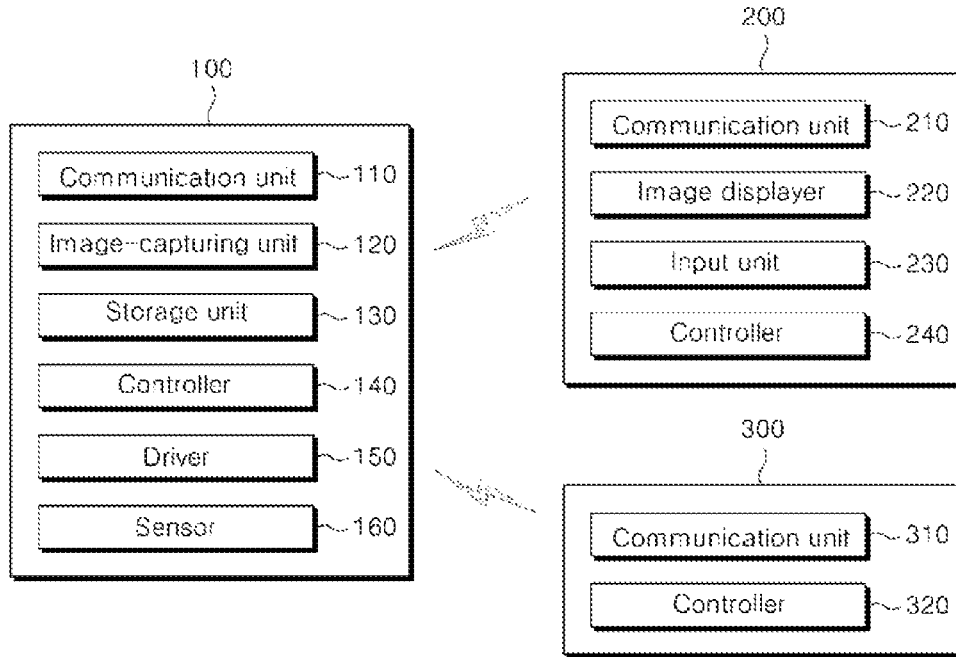 100
Communication unit 110
Image-capturing unit 120
Storage unit 130
Controller 140
Driver 150
Sensor 160
200
Communication unit 210
Image displayer 220
Input unit 230
Controller 240
300
Communication unit 310
Controller 320